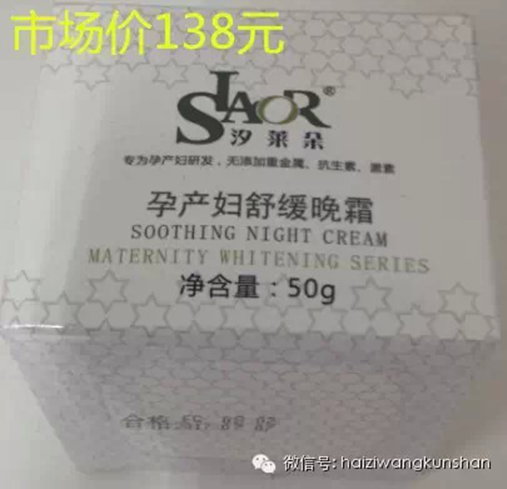 市场价138元
SIAOR®
汐莱朵
专为孕产妇研发，无添加重金属、抗生素、激素
孕产妇舒缓晚霜
SOOTHING NIGHT CREAM
MATERNITY WHITENING SERIES
净含量：50g
合格
微信号: haiziwangkunshan